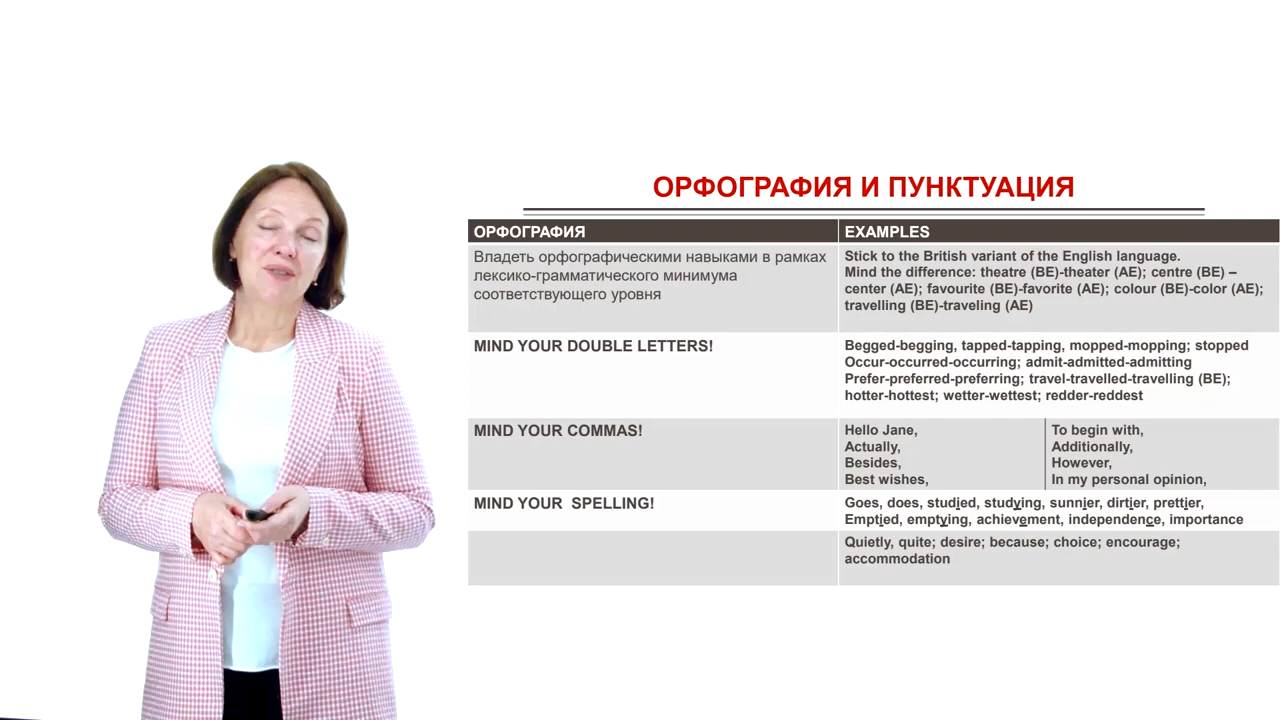 ОРФОГРАФИЯ И ПУНКТУАЦИЯ
ОРФОГРАФИЯ
EXAMPLES
Владеть орфографическими навыками в рамках
лексико-грамматического минимума
соответствующего уровня
Stick to the British variant of the English language.
Mind the difference: theatre (BE)-theater (AE); centre (BE) –
center (AE); favourite (BE)-favorite (AE); colour (BE)-color (AE);
travelling (BE)-traveling (AE)
MIND YOUR DOUBLE LETTERS!
Begged-begging, tapped-tapping, mopped-mopping; stopped
Occur-occurred-occurring; admit-admitted-admitting
Prefer-preferred-preferring; travel-travelled-travelling (BE);
hotter-hottest; wetter-wettest; redder-reddest
MIND YOUR COMMAS!
Hello Jane,
Actually,
Besides,
Best wishes,
To begin with,
Additionally,
However,
In my personal opinion,
MIND YOUR SPELLING!
Goes, does, studied, studying, sunnier, dirtier, prettier,
Emptied, emptying, achievement, independence, importance
Quietly, quite; desire; because; choice; encourage;
accommodation